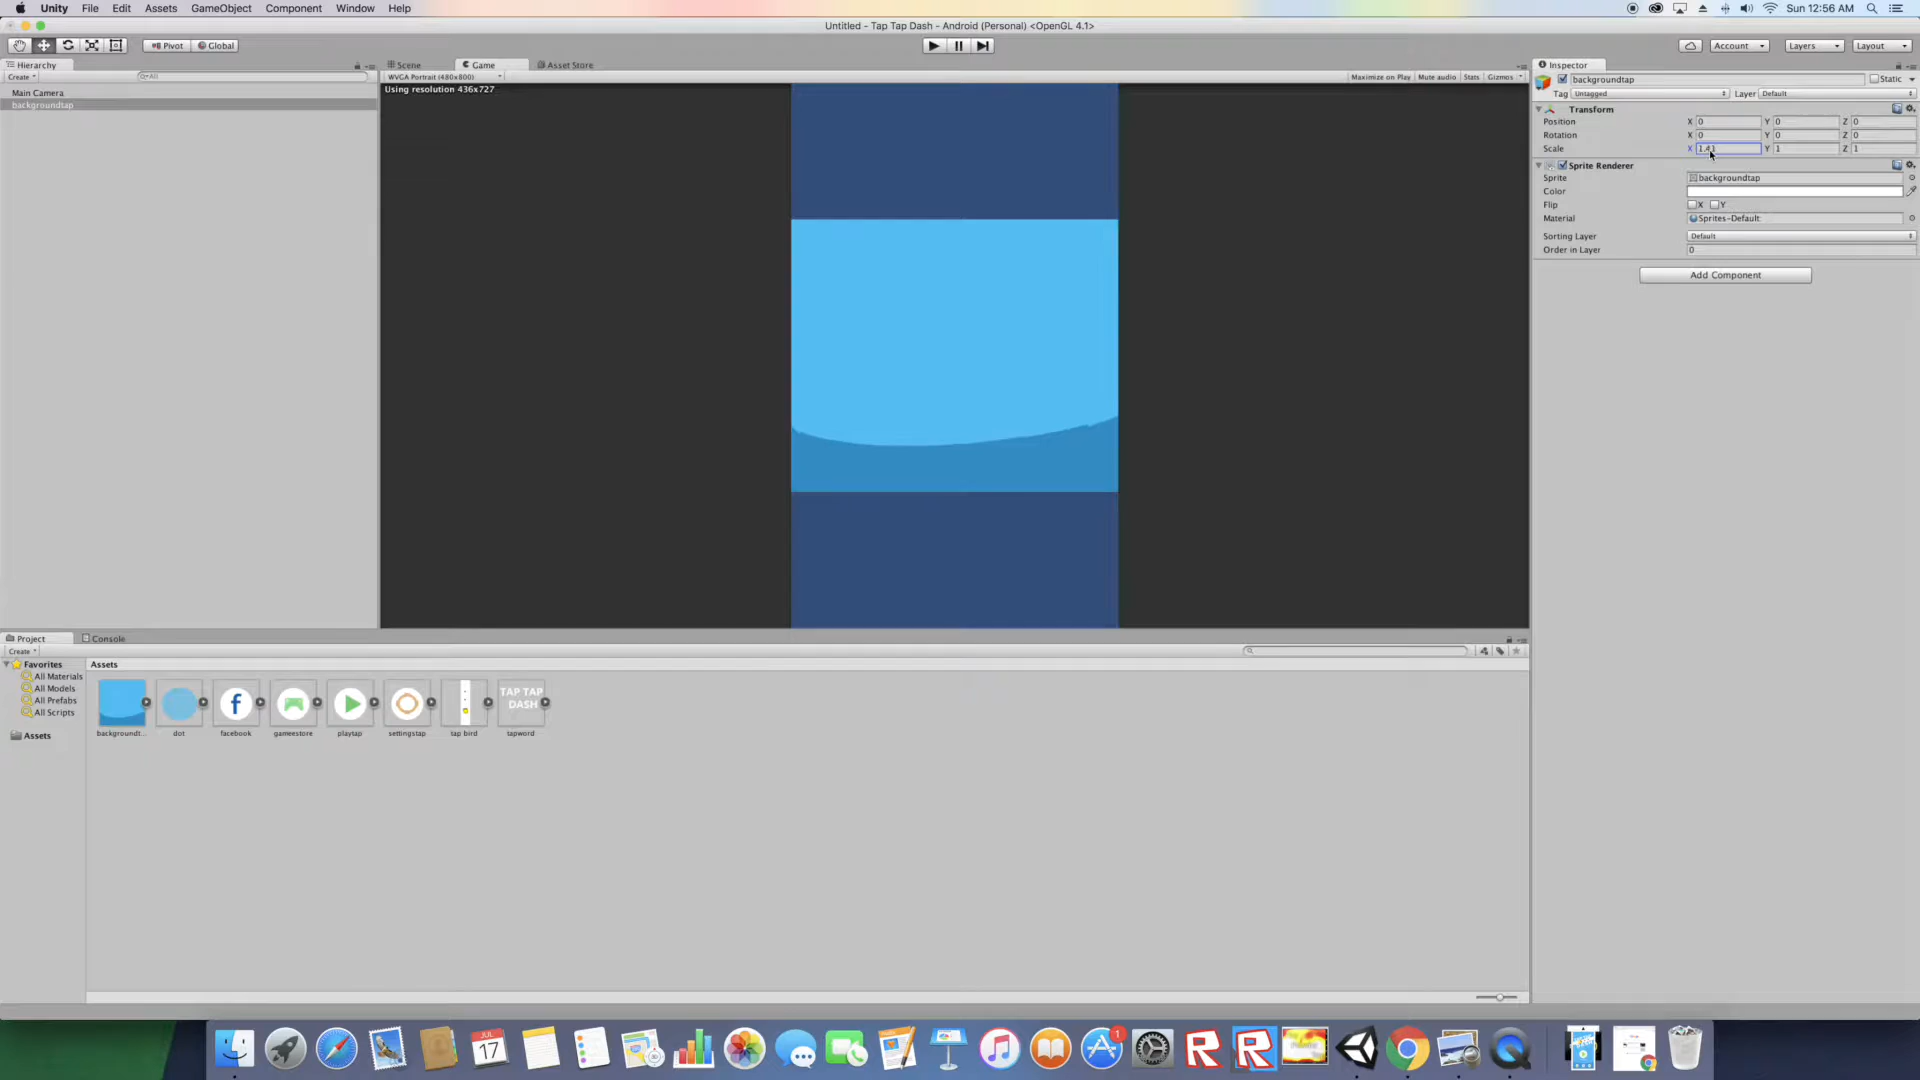 Unity File Edit Assets GameObject Component Window Help Sun 12:56 AM
Untitled - Tap Tap Dash - Android (Personal) <OpenGL 4.1>
Pivot Global Account Layers Layout
Hierarchy Scene Game Asset Store Inspector
Create All WVGA Portrait (480x800) Maximize on Play Mute audio Stats Gizmos backgroundtap Static
Using resolution 436x727
Main Camera Tag Untagged Layer Default
backgroundtap
Transform
Position X 0 Y 0 Z 0
Rotation X 0 Y 0 Z 0
Scale X Y 1 Z 1
Sprite Renderer
Sprite backgroundtap
Color
Flip X Y
Material Sprites-Default
Sorting Layer Default
Order in Layer 0
Add Component
Project Console
Create
Favorites Assets
All Materials
All Models
All Prefabs
All Scripts
Assets
TAP TAP
DASH
backgroundt... dot facebook gamestore playtap settingstap tap bird tapword
JUL
17
1